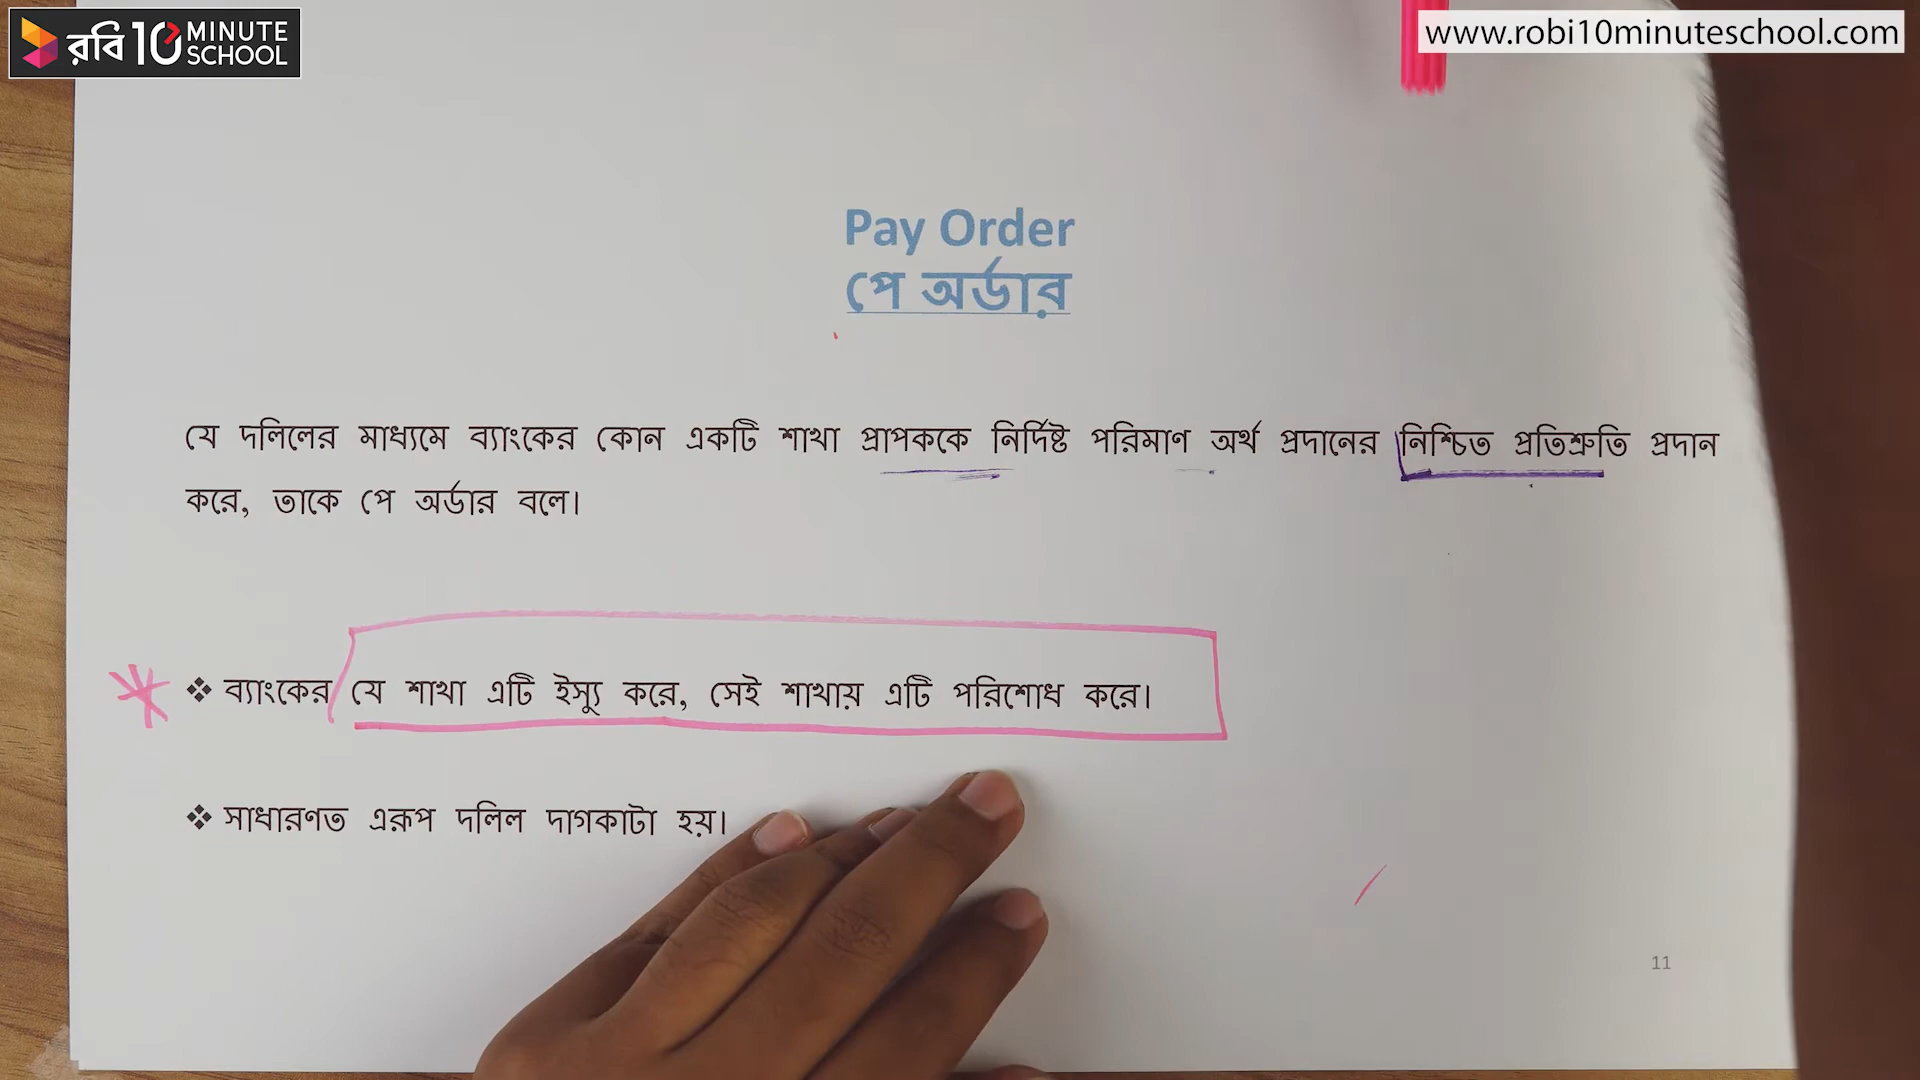 রবি 10 MINUTE SCHOOL
www.robi10minuteschool.com
Pay Order
পে অর্ডার
যে দলিলের মাধ্যমে ব্যাংকের কোন একটি শাখা প্রাপককে নির্দিষ্ট পরিমাণ অর্থ প্রদানের নিশ্চিত প্রতিশ্রুতি প্রদান
করে, তাকে পে অর্ডার বলে।
❖ ব্যাংকের যে শাখা এটি ইস্যু করে, সেই শাখায় এটি পরিশোধ করে।
❖ সাধারণত এরূপ দলিল দাগকাটা হয়।
11